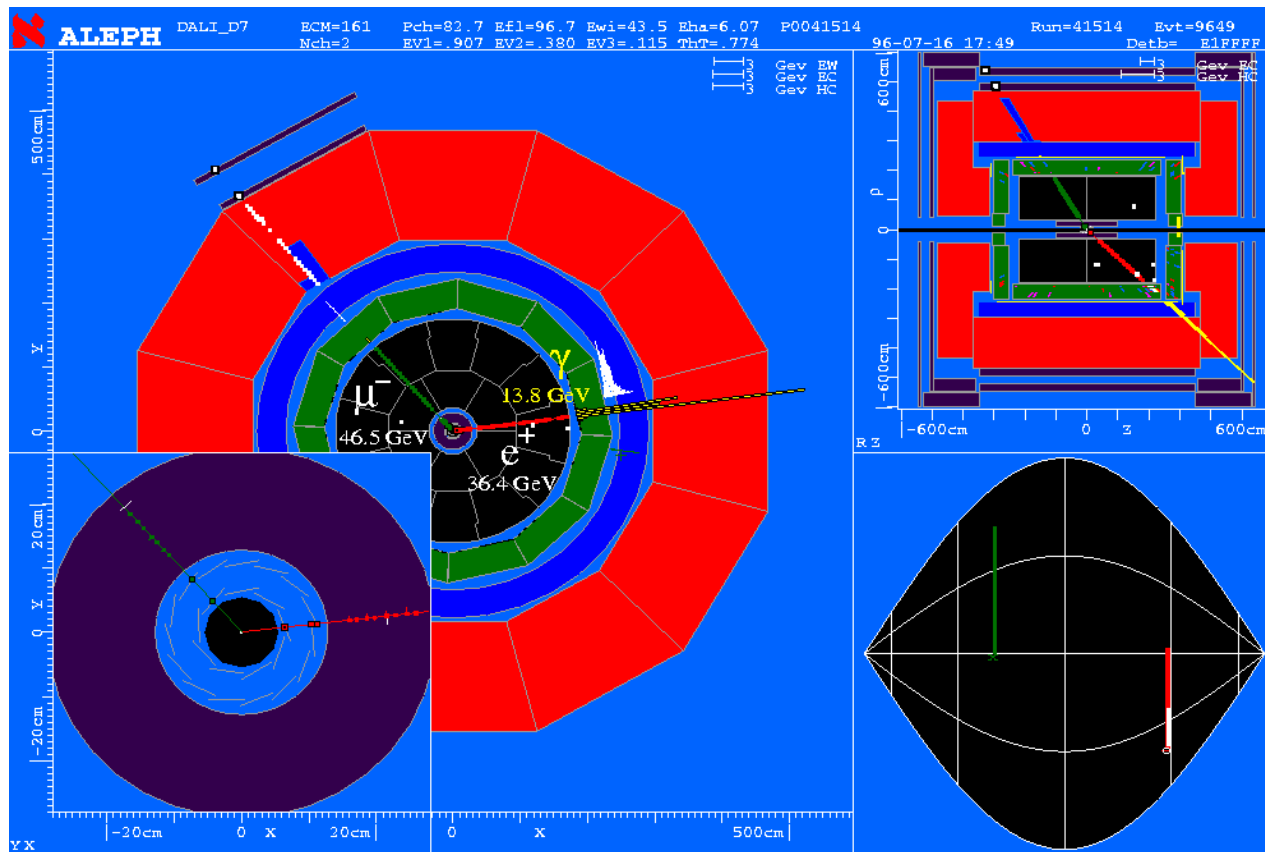 ALEPH DALI_D7 ECM=161 Pch=82.7 Efl=96.7 Ewi=43.5 Eha=6.07 P0041514 Run=41514 Evt=9649
Nch=2 EV1=.907 EV2=.380 EV3=.115 ThT=.774 96-07-16 17:49 Detb= E1FFFF
3 Gev EW
3 Gev EC
3 Gev HC
3 Gev EC
3 Gev HC
500cm
Y
0
600cm
ρ
0
-600cm
RZ
-600cm 0 Z 600cm
γ
13.8 GeV
μ-
46.5 GeV
e+
36.4 GeV
20cm
Y
0
-20cm
YX
-20cm 0 X 20cm
0 X 500cm